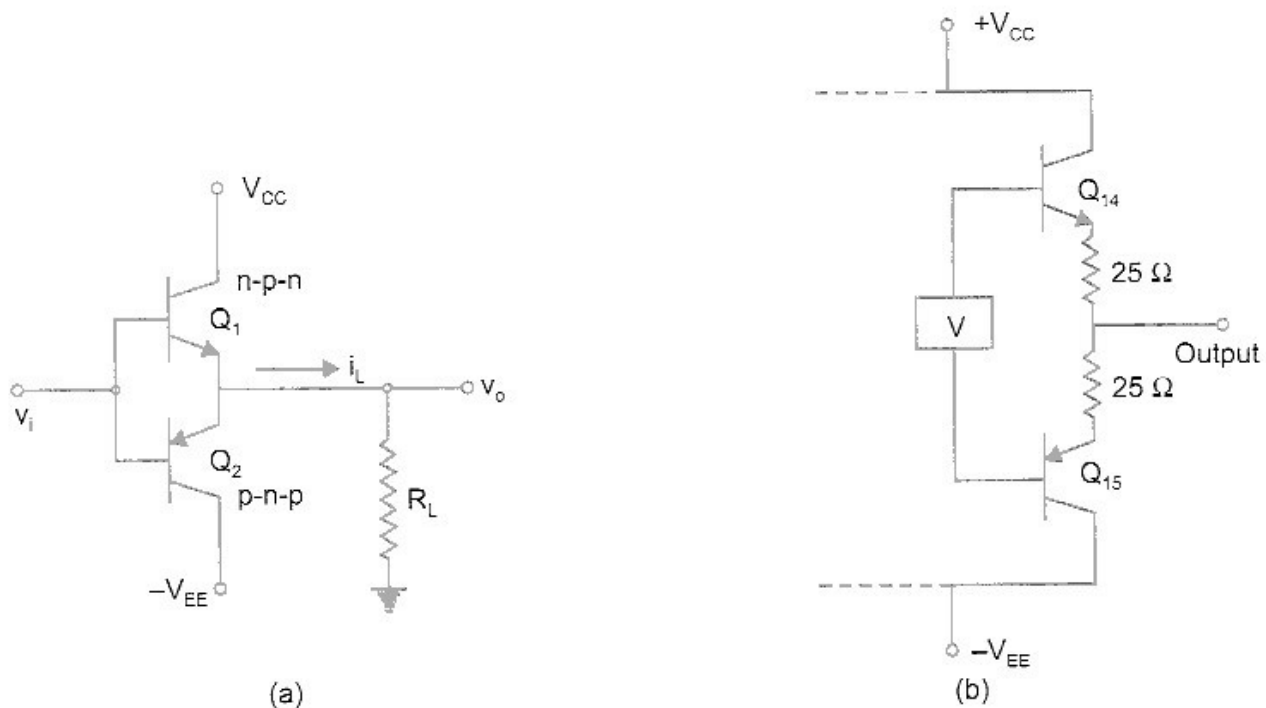 V_CC
n-p-n
Q_1
i_L
v_i
v_o
Q_2
p-n-p
R_L
–V_EE
(a)
+V_CC
Q_14
25 Ω
V
Output
25 Ω
Q_15
–V_EE
(b)